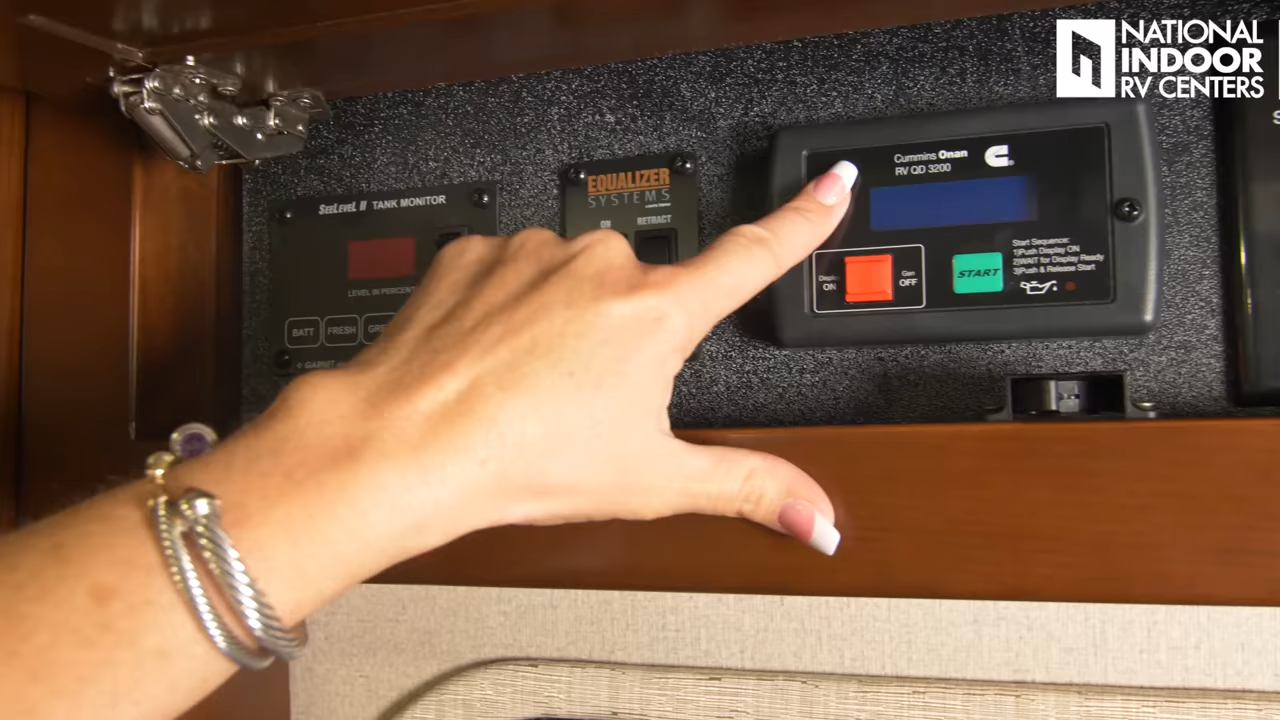 NATIONAL
INDOOR
RV CENTERS
Cummins Onan
RV QD 3200
Start Sequence:
1)Push Display ON
2)WAIT for Display Ready
3)Push & Release Start
Display
ON
Gen
OFF
START
EQUALIZER
SYSTEMS
ON
RETRACT
SEELEVEL II TANK MONITOR
LEVEL IN PERCENT
BATT
FRESH
GARNET